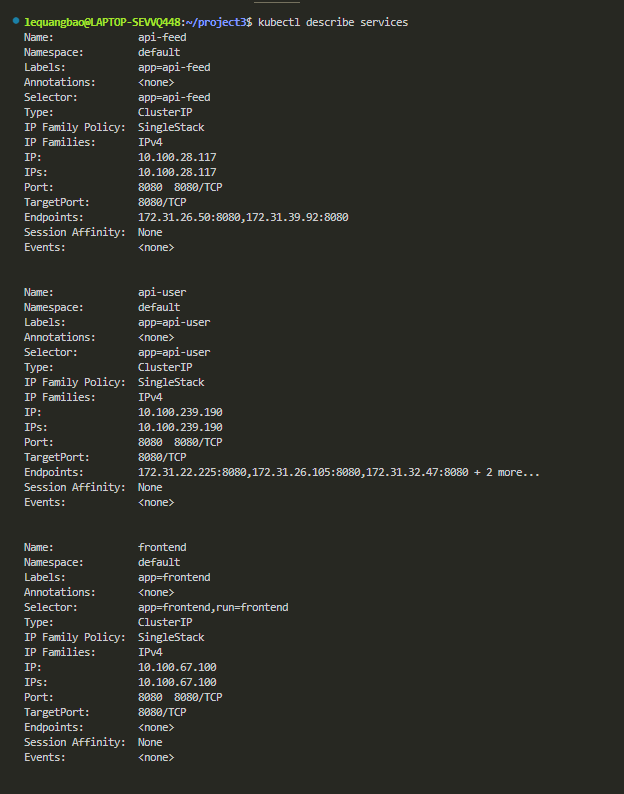 lequangbao@LAPTOP-SEVVQ448:~/project3$ kubectl describe services
Name: api-feed
Namespace: default
Labels: app=api-feed
Annotations: <none>
Selector: app=api-feed
Type: ClusterIP
IP Family Policy: SingleStack
IP Families: IPv4
IP: 10.100.28.117
IPs: 10.100.28.117
Port: 8080 8080/TCP
TargetPort: 8080/TCP
Endpoints: 172.31.26.50:8080,172.31.39.92:8080
Session Affinity: None
Events: <none>
Name: api-user
Namespace: default
Labels: app=api-user
Annotations: <none>
Selector: app=api-user
Type: ClusterIP
IP Family Policy: SingleStack
IP Families: IPv4
IP: 10.100.239.190
IPs: 10.100.239.190
Port: 8080 8080/TCP
TargetPort: 8080/TCP
Endpoints: 172.31.22.225:8080,172.31.26.105:8080,172.31.32.47:8080 + 2 more...
Session Affinity: None
Events: <none>
Name: frontend
Namespace: default
Labels: app=frontend
Annotations: <none>
Selector: app=frontend,run=frontend
Type: ClusterIP
IP Family Policy: SingleStack
IP Families: IPv4
IP: 10.100.67.100
IPs: 10.100.67.100
Port: 8080 8080/TCP
TargetPort: 8080/TCP
Endpoints: <none>
Session Affinity: None
Events: <none>